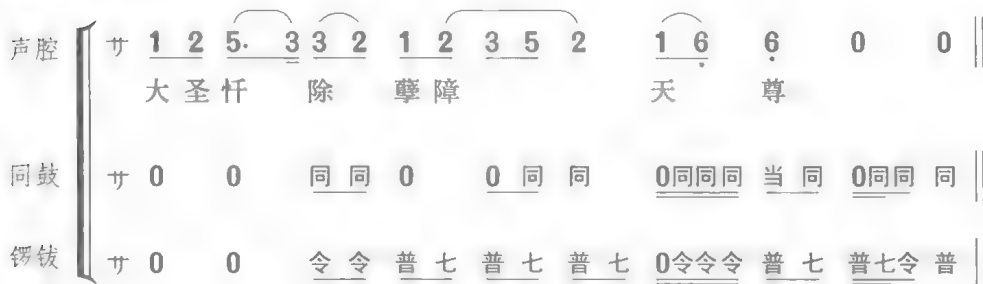 声腔 サ 1 2 5· 3 3 2 1 2 3 5 2 1 6 6 0 0
大 圣 忏 除 孽 障 天 尊
同鼓 サ 0 0 同 同 0 0 同 同 0同同同 当 同 0同同 同
锣钹 サ 0 0 令 令 普 七 普 七 普 七 0令令令 普 七 普七令 普